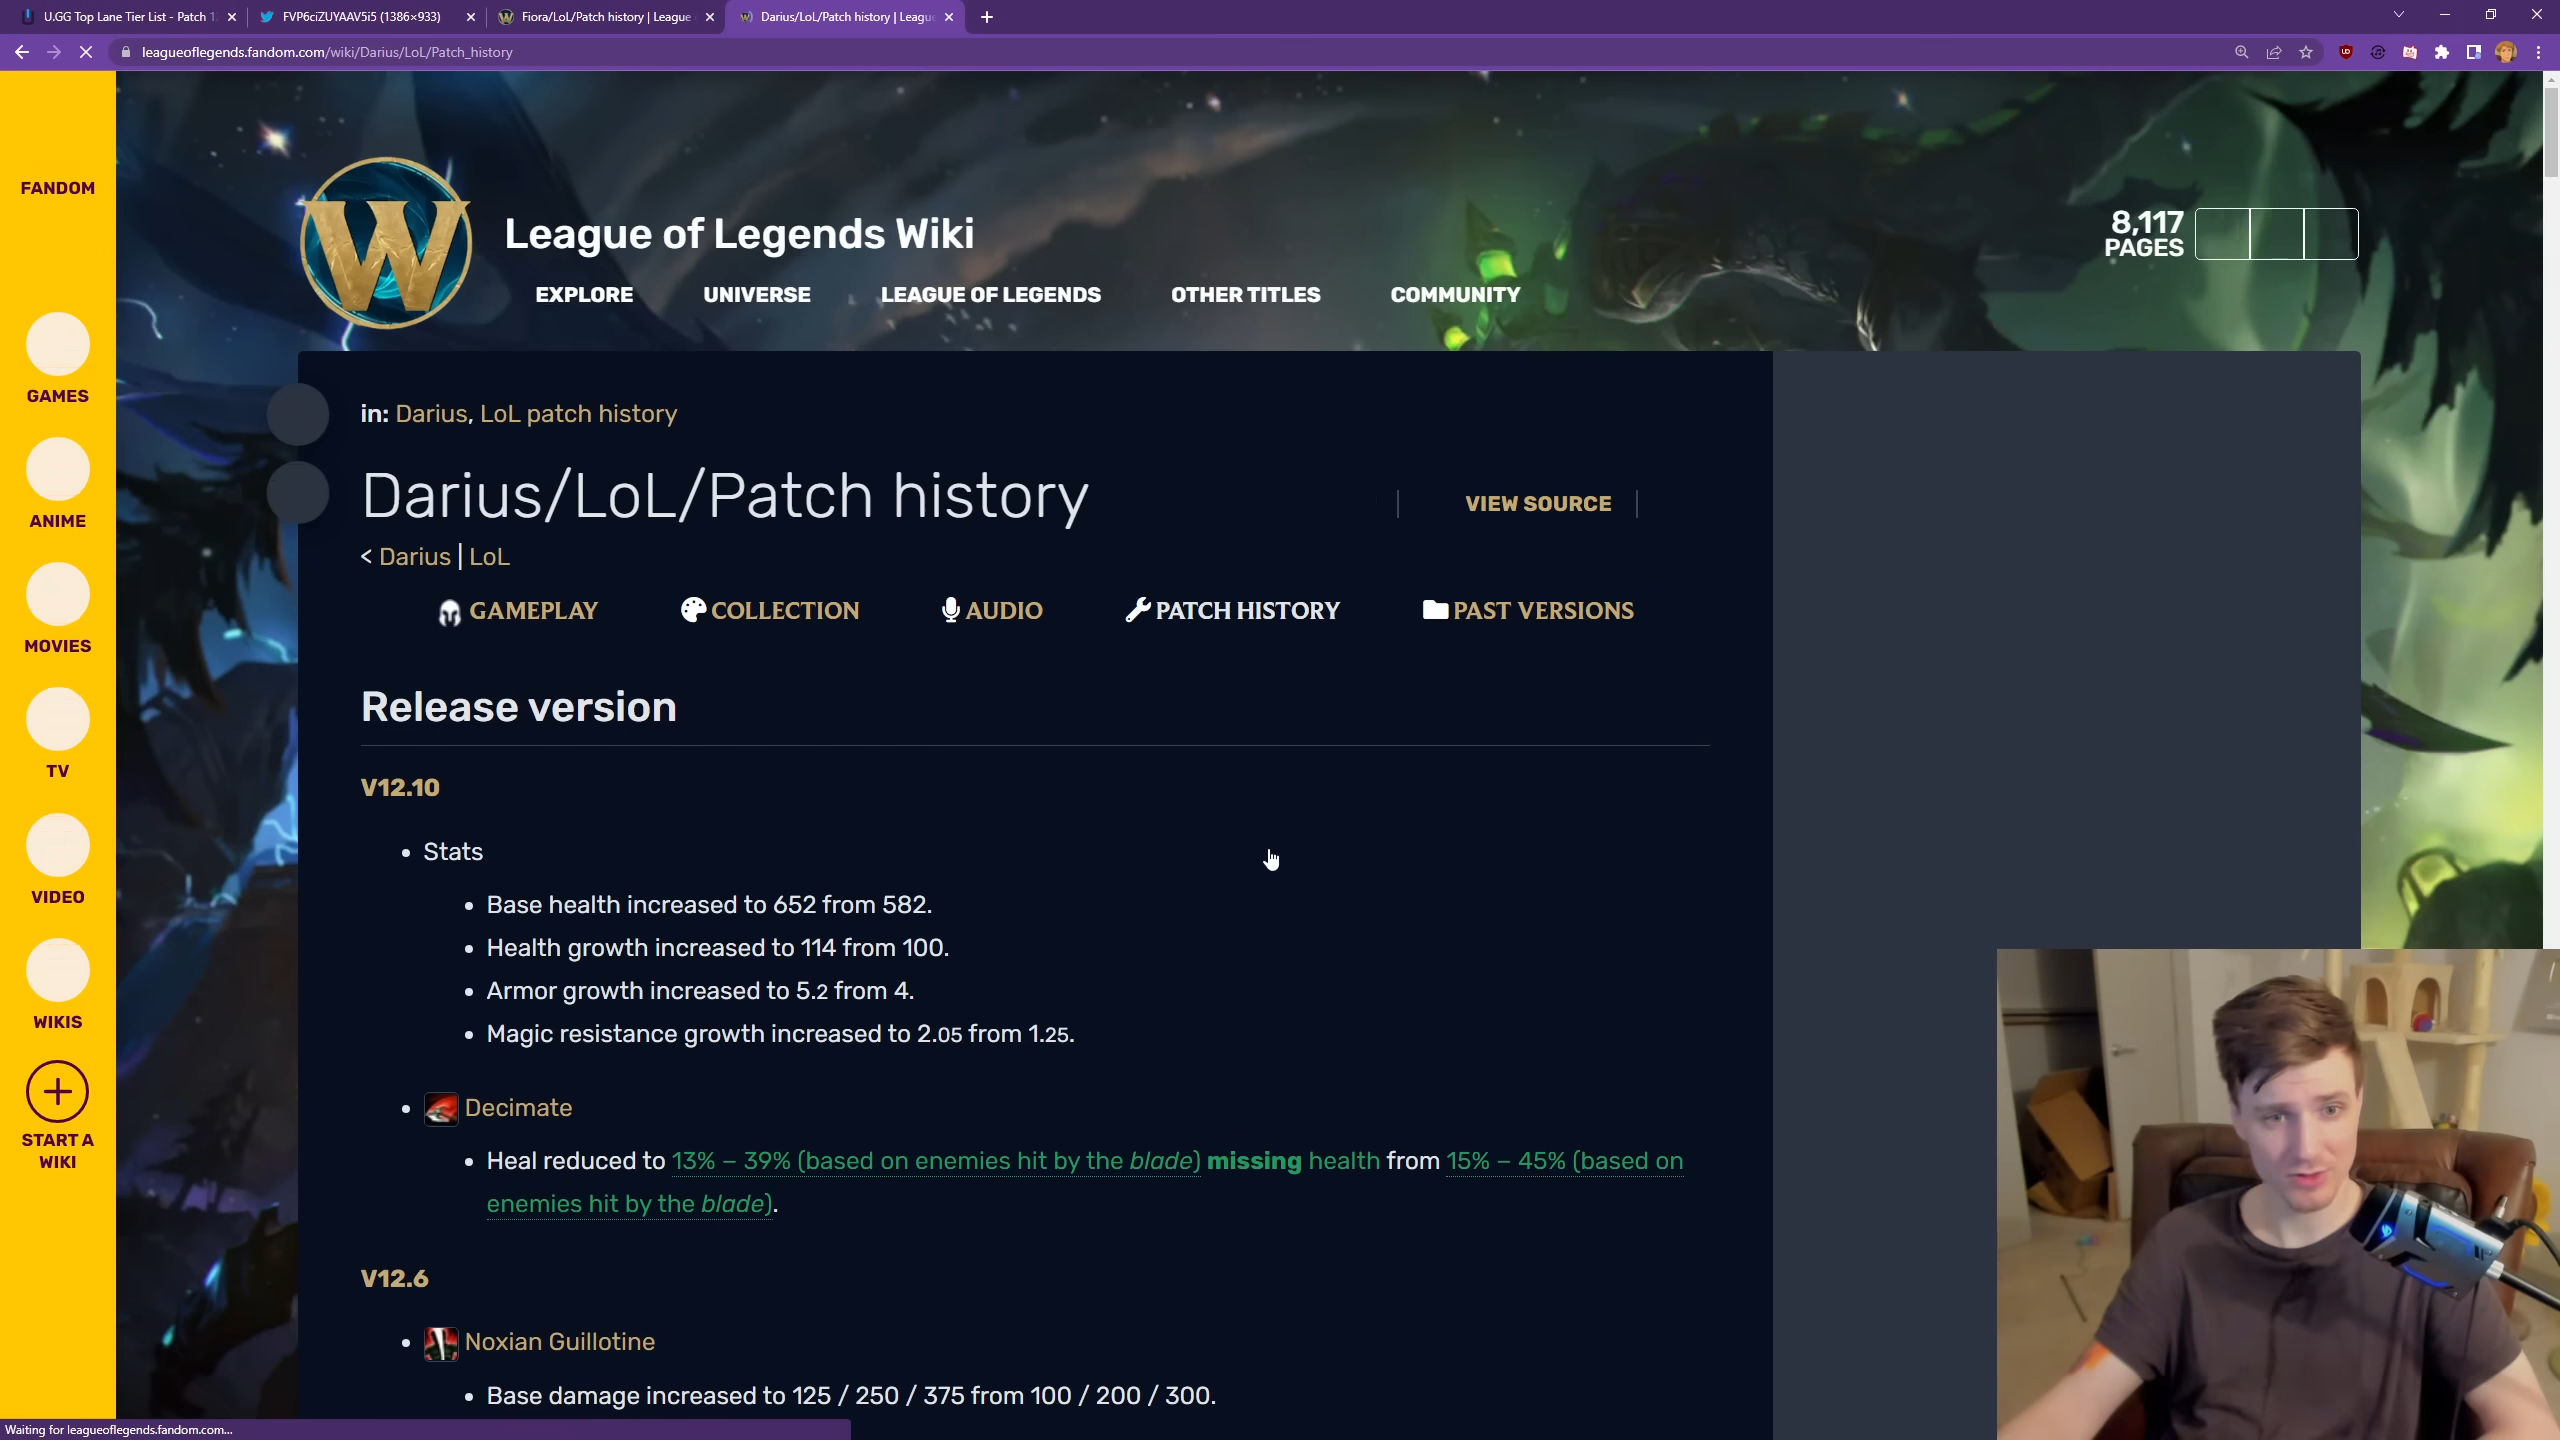 U.GG Top Lane Tier List - Patch 1
FVP6ciZUYAAV5i5 (1386×933)
Fiora/LoL/Patch history | League
Darius/LoL/Patch history | Leagu
leagueoflegends.fandom.com/wiki/Darius/LoL/Patch_history
FANDOM
GAMES
ANIME
MOVIES
TV
VIDEO
WIKIS
START A
WIKI
W
League of Legends Wiki
EXPLORE UNIVERSE LEAGUE OF LEGENDS OTHER TITLES COMMUNITY
8,117
PAGES
in: Darius, LoL patch history
Darius/LoL/Patch history
VIEW SOURCE
< Darius | LoL
GAMEPLAY COLLECTION AUDIO PATCH HISTORY PAST VERSIONS
Release version
V12.10
• Stats
• Base health increased to 652 from 582.
• Health growth increased to 114 from 100.
• Armor growth increased to 5.2 from 4.
• Magic resistance growth increased to 2.05 from 1.25.
• Decimate
• Heal reduced to 13% – 39% (based on enemies hit by the blade) missing health from 15% – 45% (based on
enemies hit by the blade).
V12.6
• Noxian Guillotine
• Base damage increased to 125 / 250 / 375 from 100 / 200 / 300.
Waiting for leagueoflegends.fandom.com...